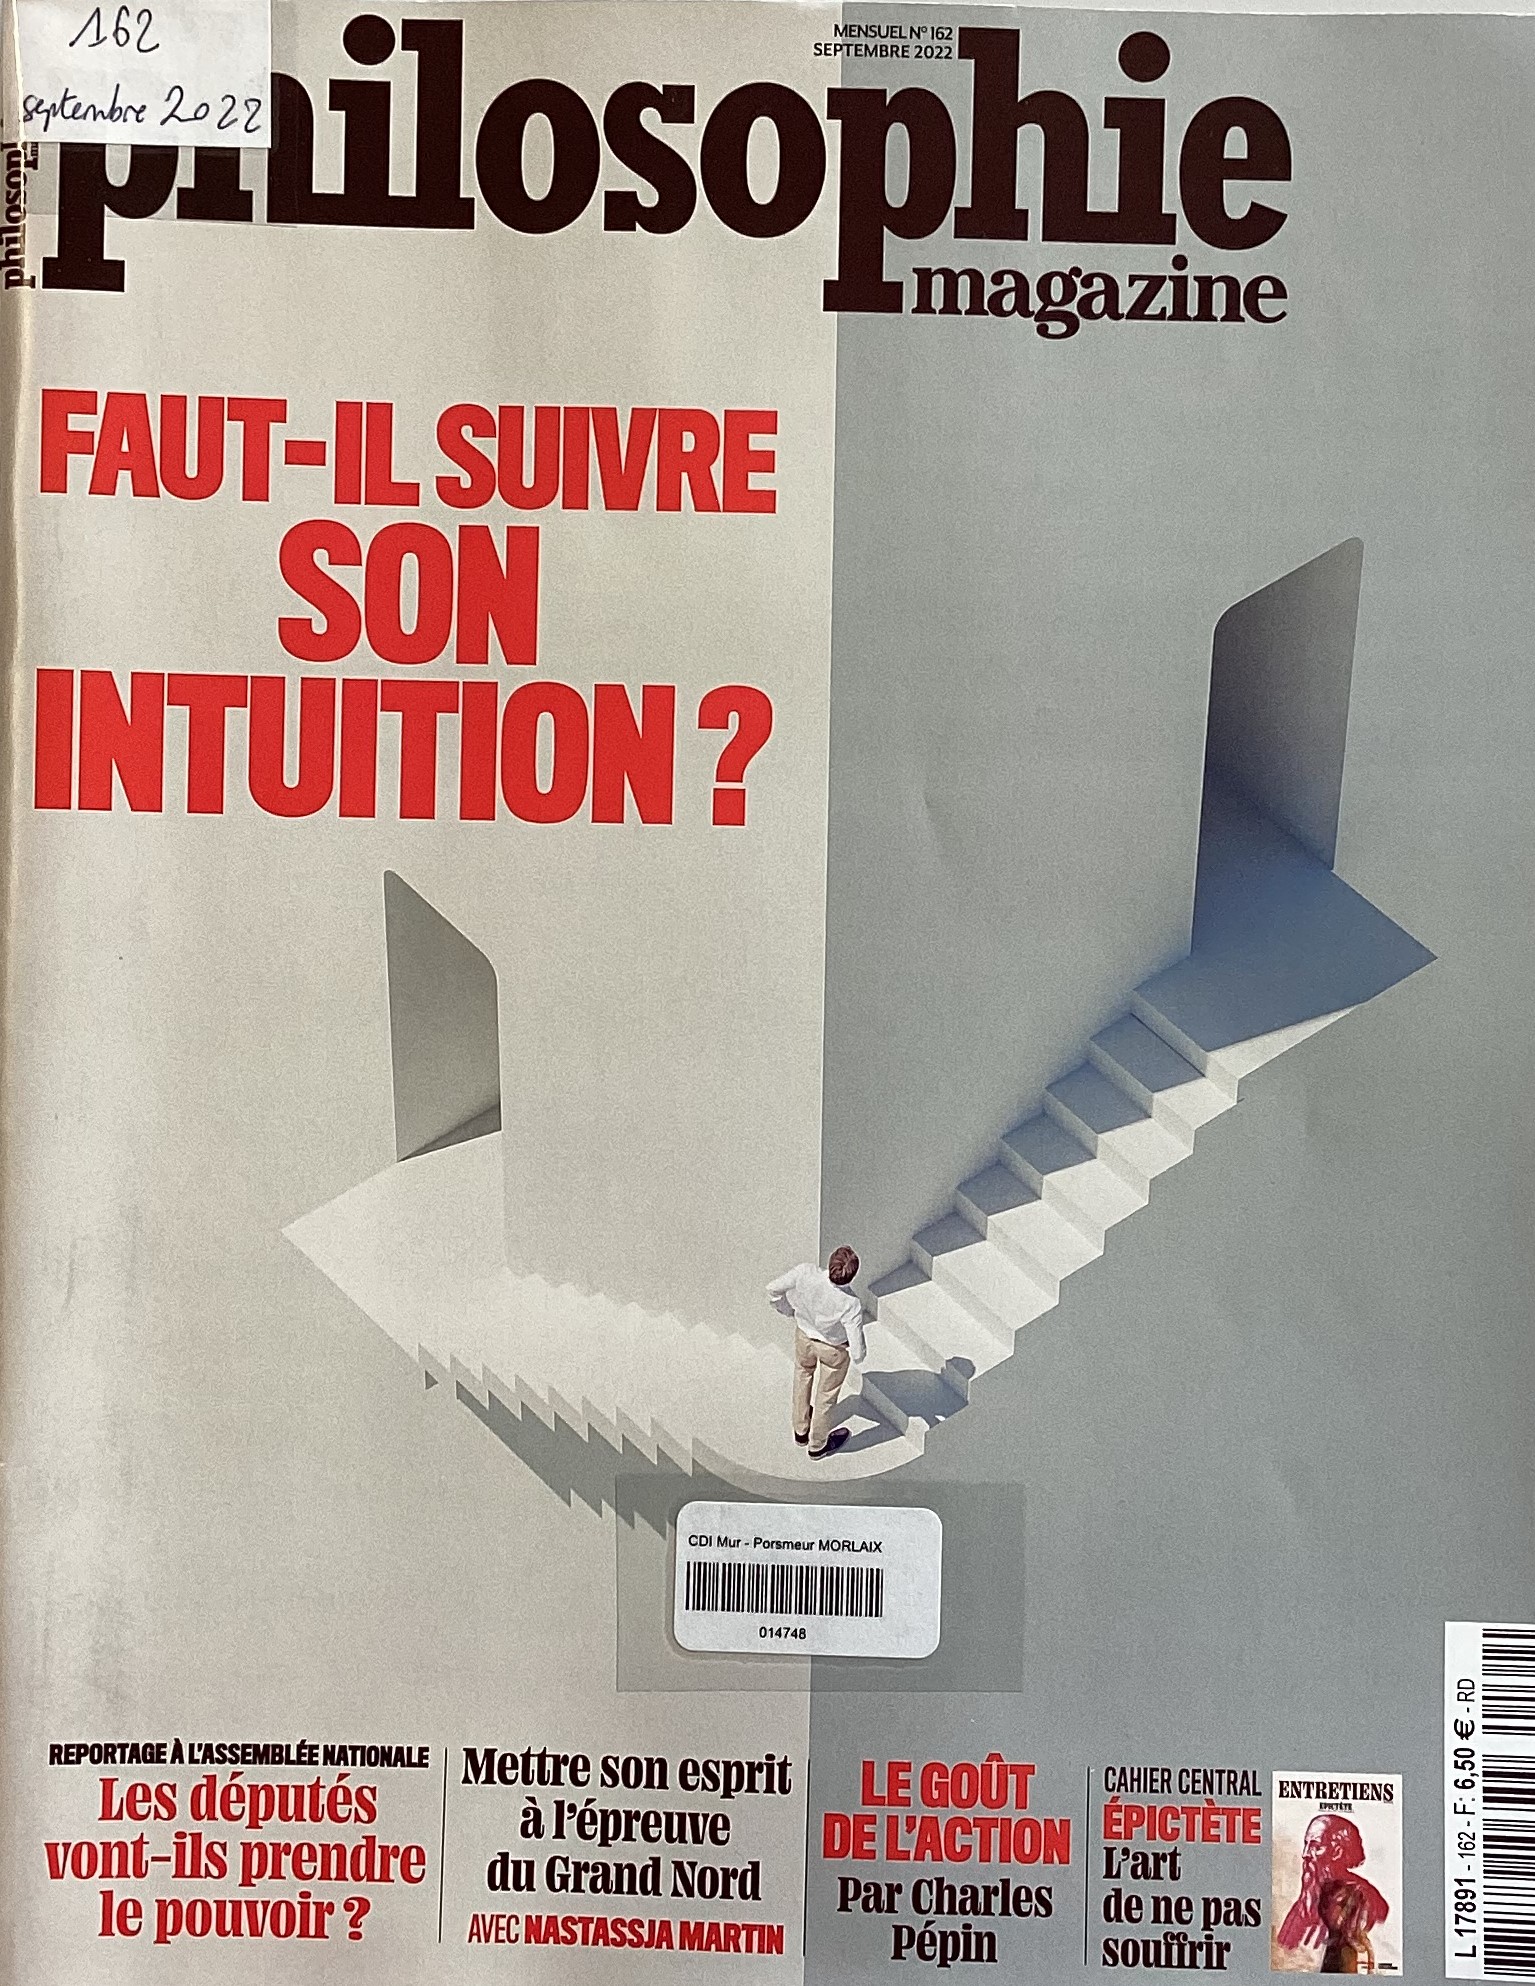 162
septembre 2022
MENSUEL N° 162
SEPTEMBRE 2022
philosophie
magazine
FAUT-IL SUIVRE
SON
INTUITION ?
CDI Mur - Porsmeur MORLAIX
014748
REPORTAGE À L'ASSEMBLÉE NATIONALE
Les députés
vont-ils prendre
le pouvoir ?
Mettre son esprit
à l'épreuve
du Grand Nord
AVEC NASTASSJA MARTIN
LE GOÛT
DE L'ACTION
Par Charles
Pépin
CAHIER CENTRAL
ÉPICTÈTE
L'art
de ne pas
souffrir
ENTRETIENS
ÉPICTÈTE
L 17891 - 162 - F: 6,50 € - RD